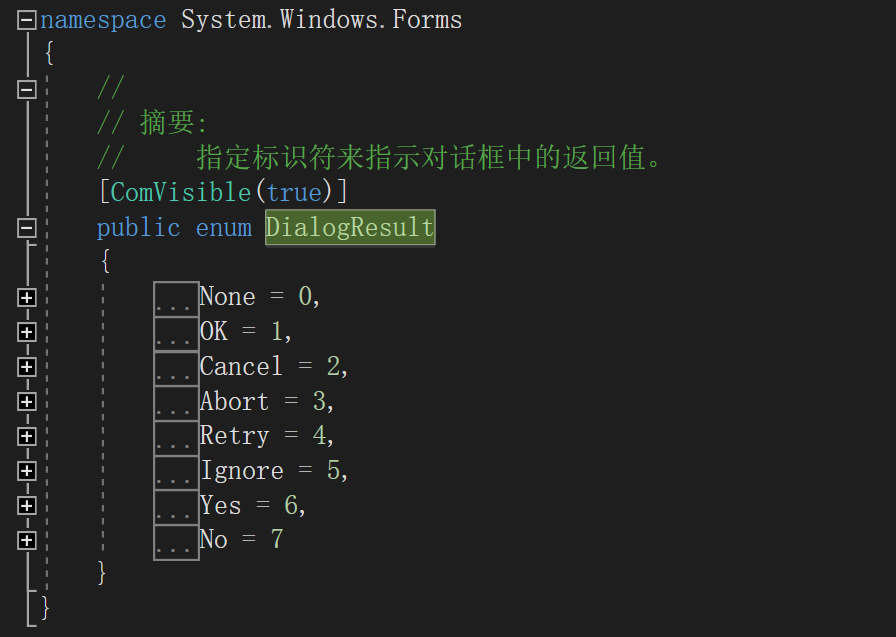 namespace System.Windows.Forms
{
//
// 摘要:
//     指定标识符来指示对话框中的返回值。
[ComVisible(true)]
public enum DialogResult
{
...None = 0,
...OK = 1,
...Cancel = 2,
...Abort = 3,
...Retry = 4,
...Ignore = 5,
...Yes = 6,
...No = 7
}
}